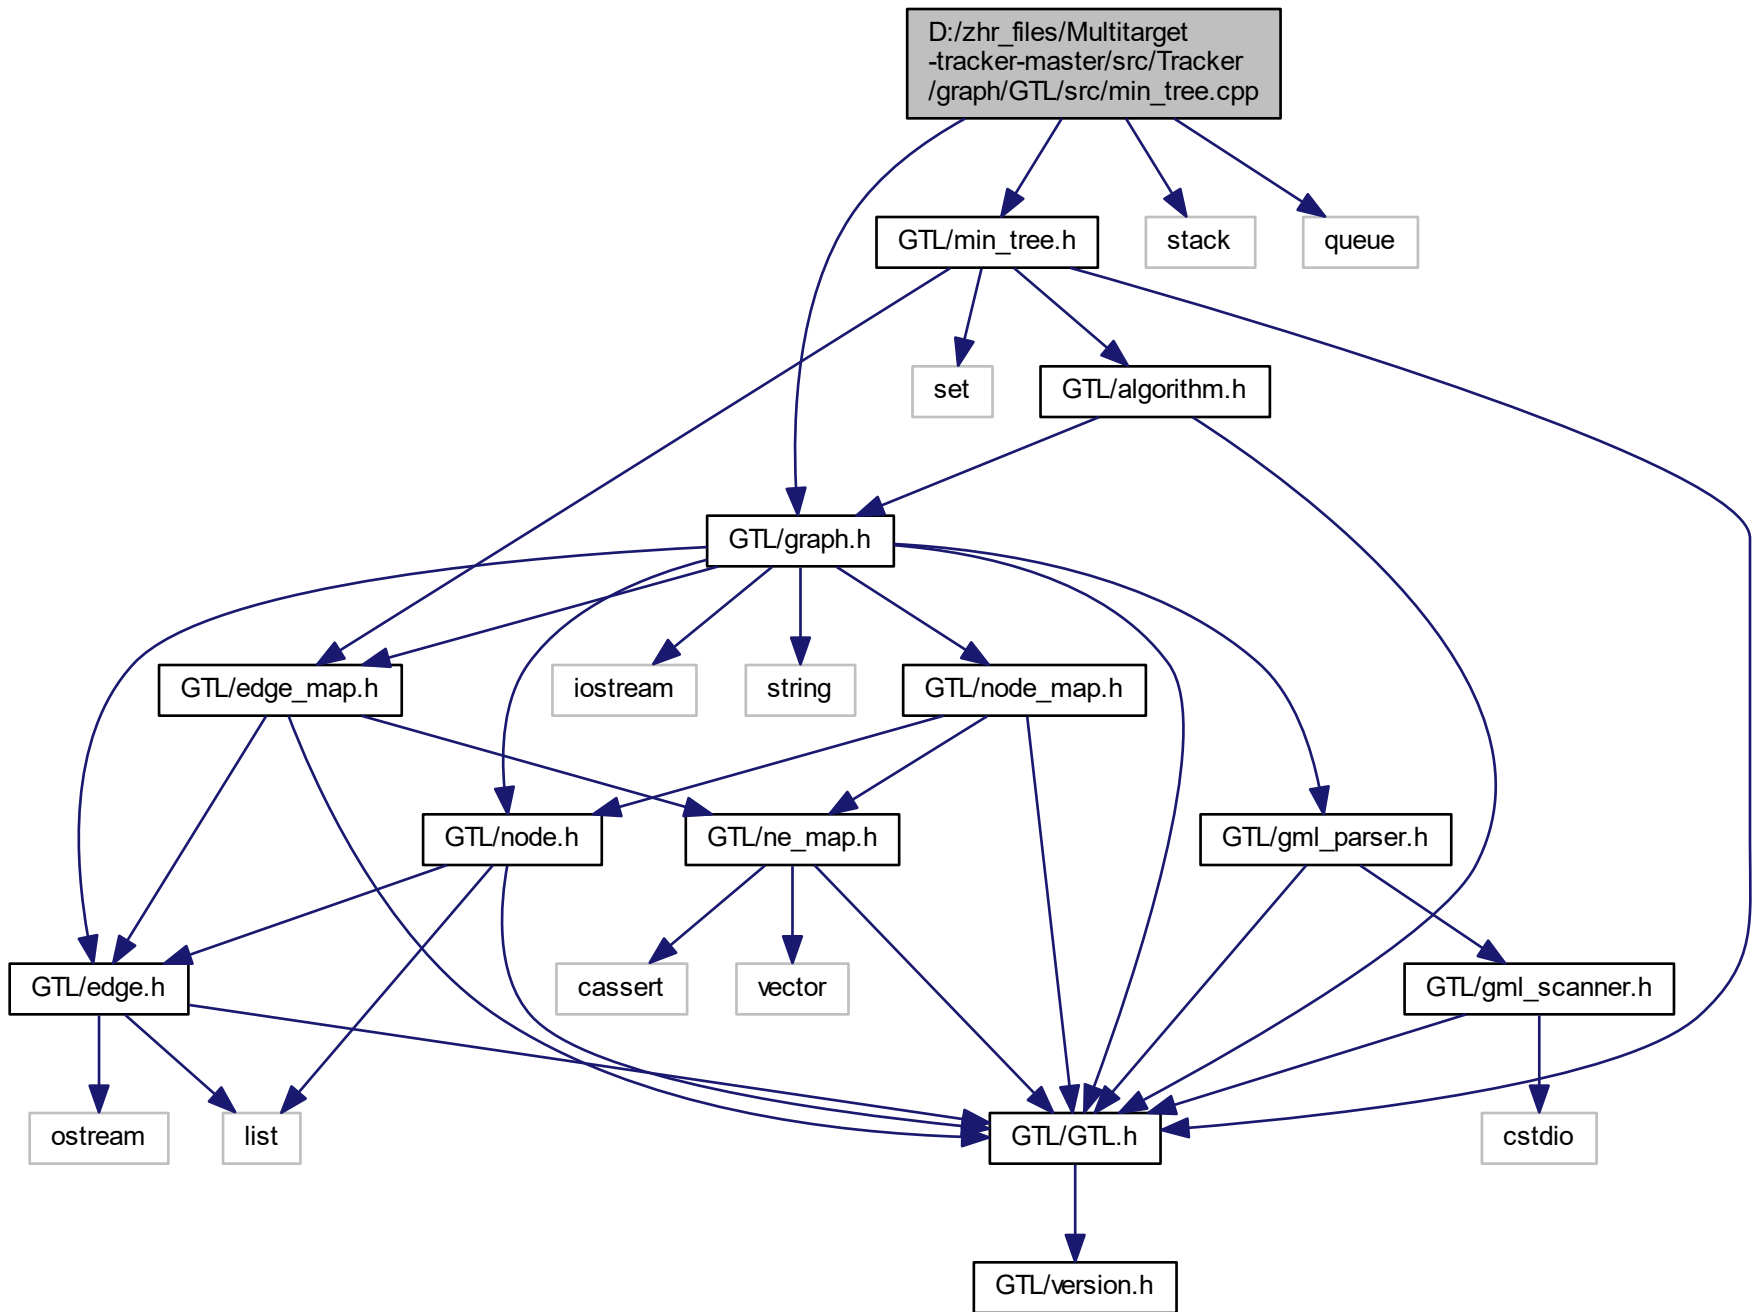 D:/zhr_files/Multitarget
-tracker-master/src/Tracker
/graph/GTL/src/min_tree.cpp
GTL/min_tree.h
stack
queue
set
GTL/algorithm.h
GTL/graph.h
GTL/edge_map.h
iostream
string
GTL/node_map.h
GTL/node.h
GTL/ne_map.h
GTL/gml_parser.h
GTL/edge.h
cassert
vector
GTL/gml_scanner.h
ostream
list
GTL/GTL.h
cstdio
GTL/version.h